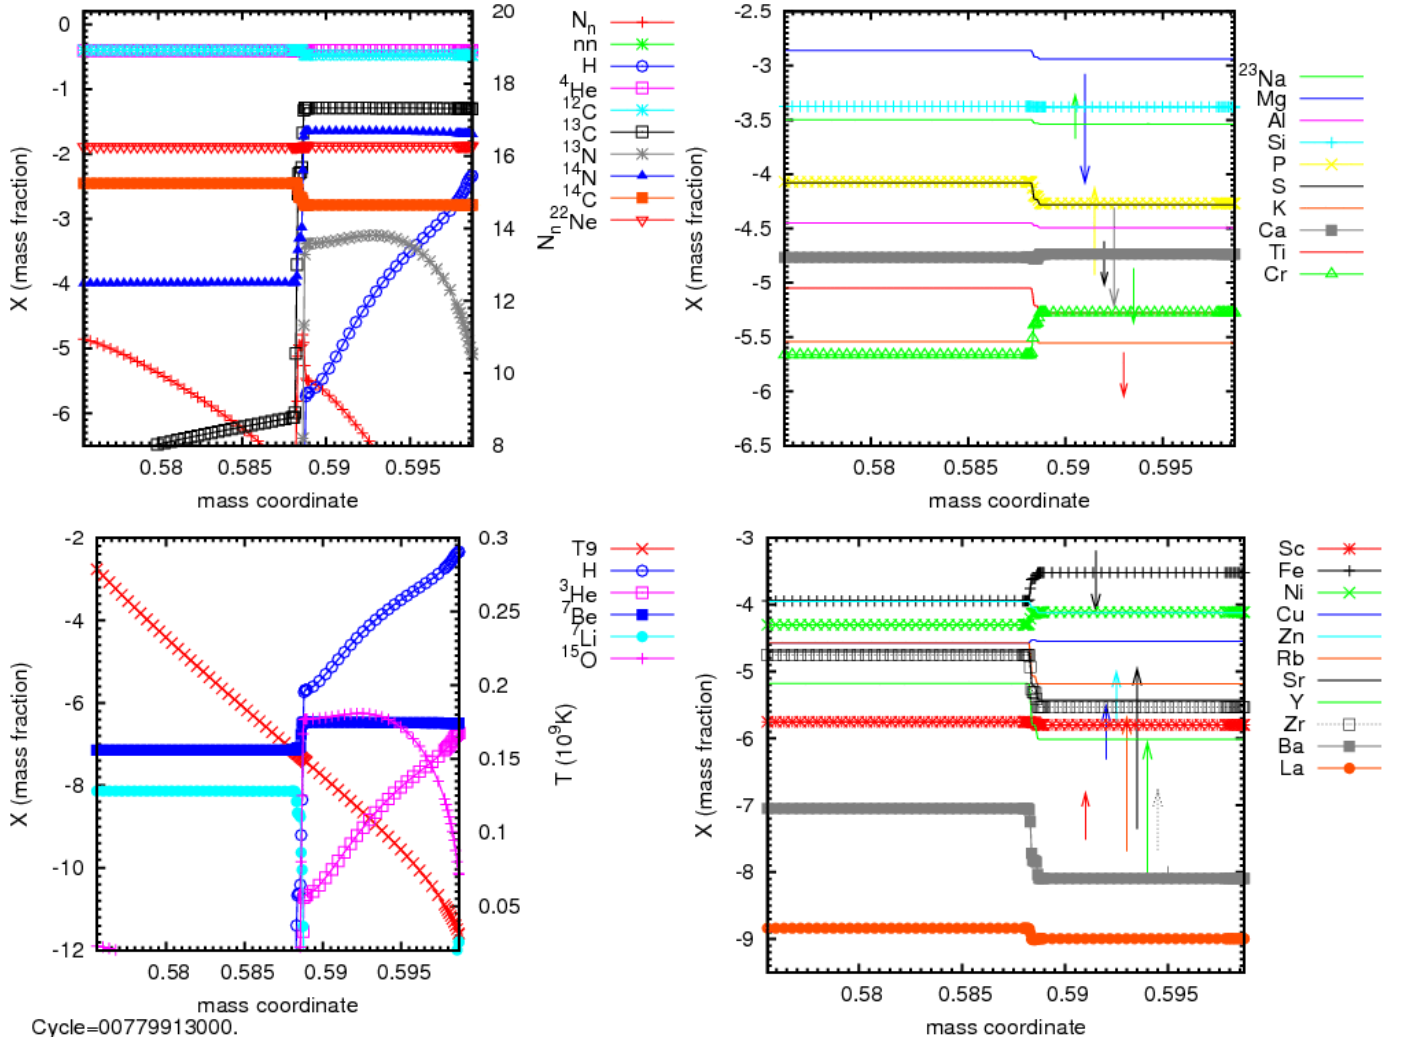 0
-1
-2
-3
-4
-5
-6
20
18
16
14
12
10
8
0.58
0.585
0.59
0.595
X (mass fraction)
N_n
mass coordinate
N_n
nn
H
^4He
^12C
^13C
^13N
^14N
^14C
^22Ne
-2.5
-3
-3.5
-4
-4.5
-5
-5.5
-6
-6.5
0.58
0.585
0.59
0.595
X (mass fraction)
mass coordinate
^23Na
Mg
Al
Si
P
S
K
Ca
Ti
Cr
-2
-4
-6
-8
-10
-12
0.3
0.25
0.2
0.15
0.1
0.05
0.58
0.585
0.59
0.595
X (mass fraction)
T (10^9K)
mass coordinate
T9
H
^3He
^7Be
^7Li
^15O
-3
-4
-5
-6
-7
-8
-9
0.58
0.585
0.59
0.595
X (mass fraction)
mass coordinate
Sc
Fe
Ni
Cu
Zn
Rb
Sr
Y
Zr
Ba
La
Cycle=00779913000.